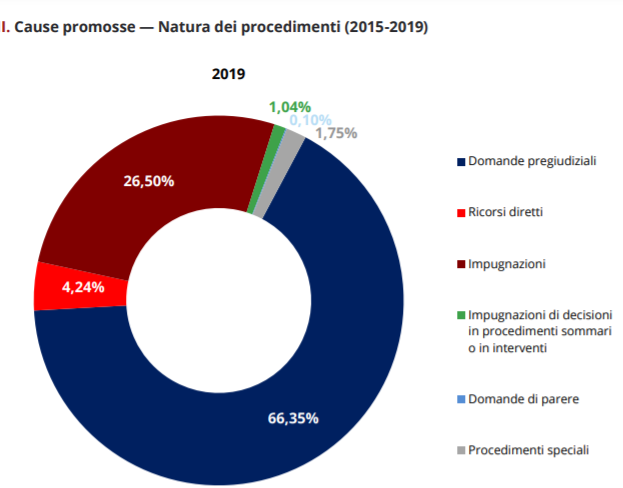 II. Cause promosse — Natura dei procedimenti (2015-2019)
2019
1,04%
0,10%
1,75%
26,50%
4,24%
66,35%
Domande pregiudiziali
Ricorsi diretti
Impugnazioni
Impugnazioni di decisioni
in procedimenti sommari
o in interventi
Domande di parere
Procedimenti speciali